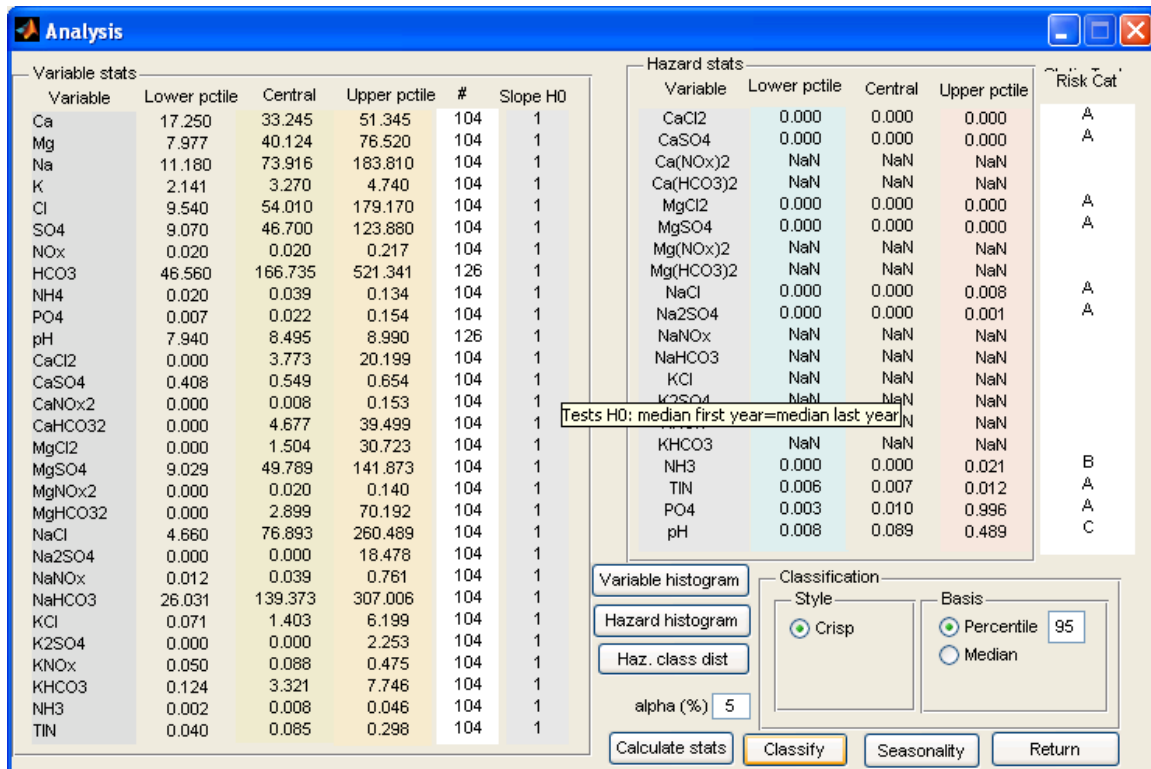 Analysis
Variable stats
Variable Lower pctile Central Upper pctile # Slope H0
Ca 17.250 33.245 51.345 104 1
Mg 7.977 40.124 76.520 104 1
Na 11.180 73.916 183.810 104 1
K 2.141 3.270 4.740 104 1
Cl 9.540 54.010 179.170 104 1
SO4 9.070 46.700 123.880 104 1
NOx 0.020 0.020 0.217 104 1
HCO3 46.560 166.735 521.341 126 1
NH4 0.020 0.039 0.134 104 1
PO4 0.007 0.022 0.154 104 1
pH 7.940 8.495 8.990 126 1
CaCl2 0.000 3.773 20.199 104 1
CaSO4 0.408 0.549 0.654 104 1
CaNOx2 0.000 0.008 0.153 104 1
CaHCO32 0.000 4.677 39.499 104 1
MgCl2 0.000 1.504 30.723 104 1
MgSO4 9.029 49.789 141.873 104 1
MgNOx2 0.000 0.020 0.140 104 1
MgHCO32 0.000 2.899 70.192 104 1
NaCl 4.660 76.893 260.489 104 1
Na2SO4 0.000 0.000 18.478 104 1
NaNOx 0.012 0.039 0.761 104 1
NaHCO3 26.031 139.373 307.006 104 1
KCl 0.071 1.403 6.199 104 1
K2SO4 0.000 0.000 2.253 104 1
KNOx 0.050 0.088 0.475 104 1
KHCO3 0.124 3.321 7.746 104 1
NH3 0.002 0.008 0.046 104 1
TIN 0.040 0.085 0.298 104 1
Hazard stats
Variable Lower pctile Central Upper pctile Risk Cat
CaCl2 0.000 0.000 0.000 A
CaSO4 0.000 0.000 0.000 A
Ca(NOx)2 NaN NaN NaN
Ca(HCO3)2 NaN NaN NaN
MgCl2 0.000 0.000 0.000 A
MgSO4 0.000 0.000 0.000 A
Mg(NOx)2 NaN NaN NaN
Mg(HCO3)2 NaN NaN NaN
NaCl 0.000 0.000 0.008 A
Na2SO4 0.000 0.000 0.001 A
NaNOx NaN NaN NaN
NaHCO3 NaN NaN NaN
KCl NaN NaN NaN
K2SO4 NaN NaN NaN
Tests H0: median first year=median last year
KHCO3 NaN NaN NaN
NH3 0.000 0.000 0.021 B
TIN 0.006 0.007 0.012 A
PO4 0.003 0.010 0.996 A
pH 0.008 0.089 0.489 C
Variable histogram
Hazard histogram
Haz. class dist
alpha (%) 5
Classification
Style
Crisp
Basis
Percentile 95
Median
Calculate stats Classify Seasonality Return